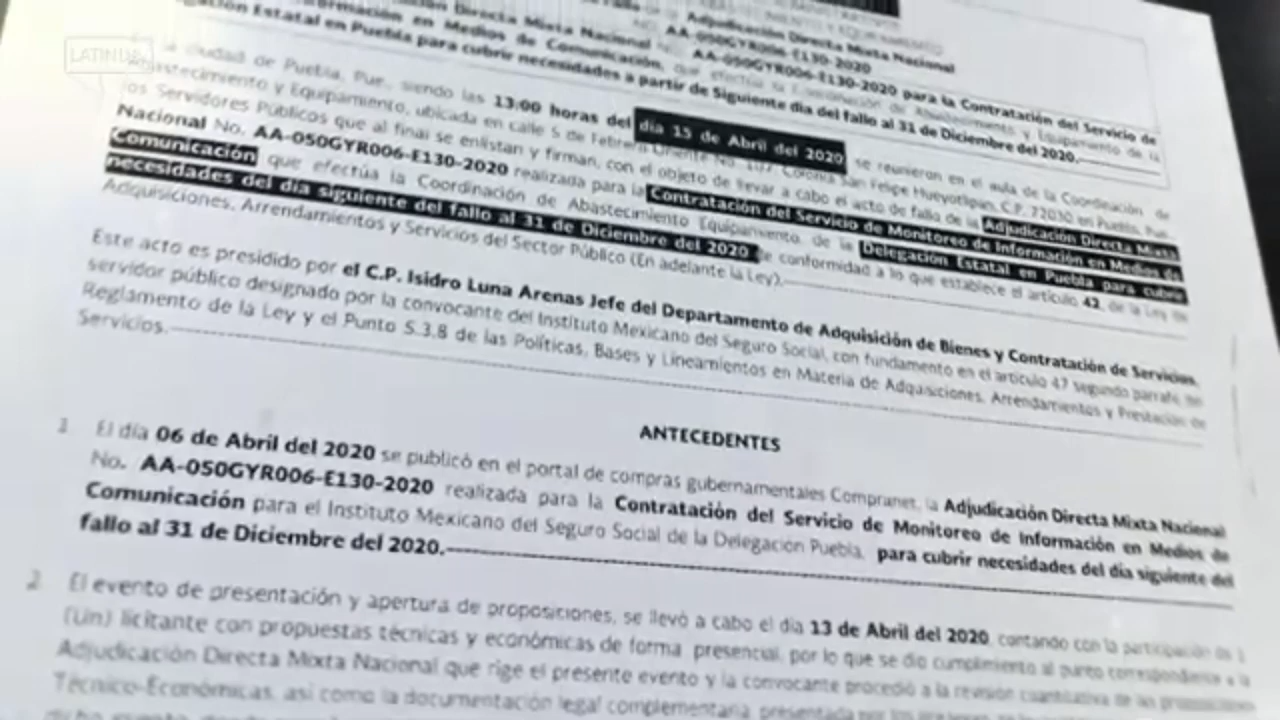 LATINUS
Adjudicación Directa Mixta Nacional
AA-050GYR006-E130-2020
Directa Mixta Nacional No. AA-050GYR006-E130-2020 para la Contratación del Servicio de
Información en Medios de Comunicación, que efectúa la Coordinación de Abastecimiento y Equipamiento de la
Delegación Estatal en Puebla para cubrir necesidades a partir de Siguiente día del fallo al 31 de Diciembre del 2020.
ciudad de Puebla, Pue., siendo las 13:00 horas del día 15 de Abril del 2020 se reunieron en el aula de la Coordinación de
Abastecimiento y Equipamiento, ubicada en calle 5 de Febrero Oriente No. 107, Colonia San Felipe Hueyotlipan, C.P. 72030 en Puebla, Pue.
los Servidores Públicos que al final se enlistan y firman, con el objeto de llevar a cabo el acto de fallo de la Adjudicación Directa Mixta
Nacional No. AA-050GYR006-E130-2020 realizada para la Contratación del Servicio de Monitoreo de Información en Medios de
Comunicación que efectúa la Coordinación de Abastecimiento Equipamiento, de la Delegación Estatal en Puebla para cubrir
necesidades del día siguiente del fallo al 31 de Diciembre del 2020 de conformidad a lo que establece el artículo 42, de la Ley de
Adquisiciones, Arrendamientos y Servicios del Sector Público (En adelante la Ley).
Este acto es presidido por el C.P. Isidro Luna Arenas Jefe del Departamento de Adquisición de Bienes y Contratación de Servicios,
servidor público designado por la convocante del Instituto Mexicano del Seguro Social, con fundamento en el artículo 47 segundo párrafo, del
Reglamento de la Ley y el Punto 5.3.8 de las Políticas, Bases y Lineamientos en Materia de Adquisiciones, Arrendamientos y Prestación de
Servicios.
ANTECEDENTES
1 El día 06 de Abril del 2020 se publicó en el portal de compras gubernamentales Compranet, la Adjudicación Directa Mixta Nacional
No. AA-050GYR006-E130-2020 realizada para la Contratación del Servicio de Monitoreo de Información en Medios de
Comunicación para el Instituto Mexicano del Seguro Social de la Delegación Puebla, para cubrir necesidades del día siguiente del
fallo al 31 de Diciembre del 2020.
2 El evento de presentación y apertura de proposiciones, se llevó a cabo el día 13 de Abril del 2020, contando con la participación de 1
(Un) licitante con propuestas técnicas y económicas de forma presencial, por lo que se dio cumplimiento al punto correspondiente a la
Adjudicación Directa Mixta Nacional que rige el presente evento y la convocante procedió a la revisión cuantitativa de las proposiciones
Técnico-Económicas, así como la documentación legal complementaria presentada por
dicho evento